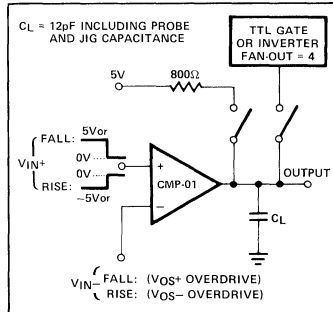 CL = 12pF INCLUDING PROBE
AND JIG CAPACITANCE
TTL GATE
OR INVERTER
FAN-OUT = 4
5V
800Ω
FALL: 5Vor
0V
VIN+
0V
RISE: -5Vor
+
CMP-01
−
OUTPUT
CL
VIN− FALL: (VOS+ OVERDRIVE)
RISE: (VOS− OVERDRIVE)